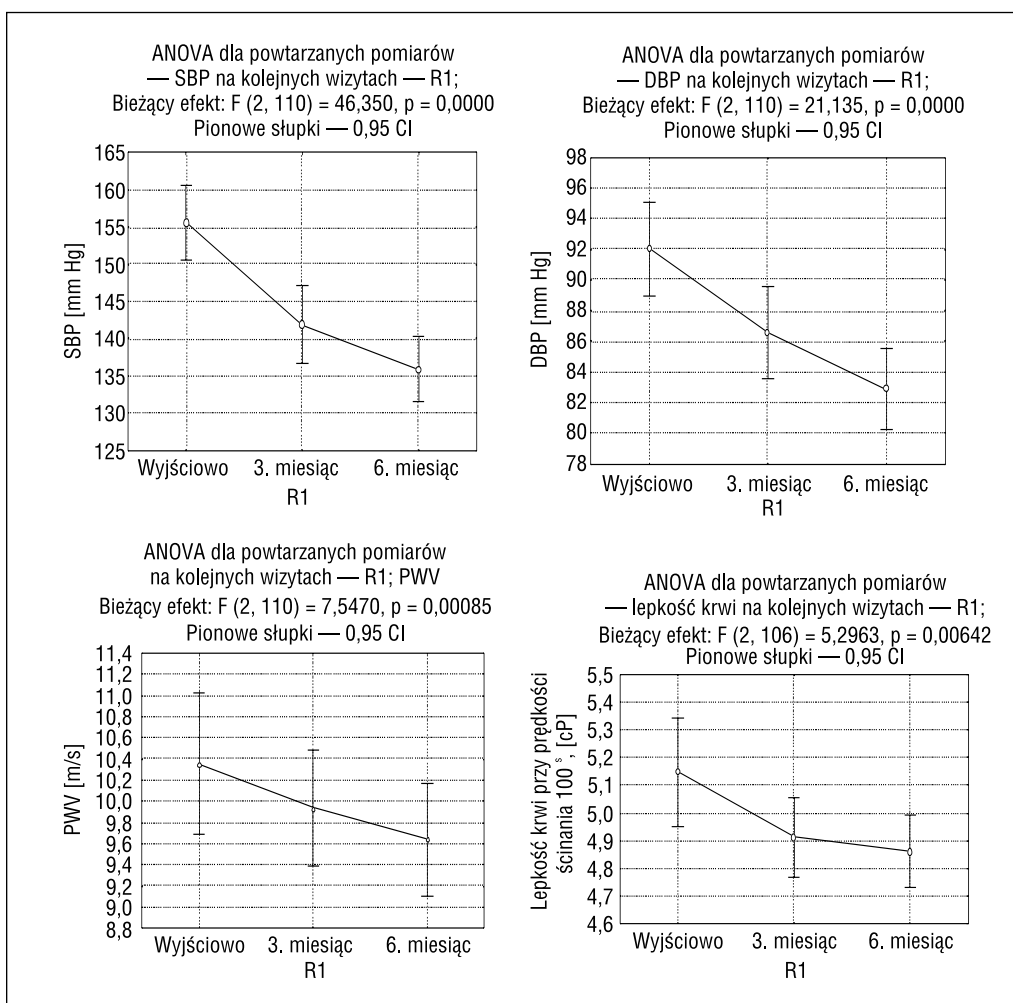 ANOVA dla powtarzanych pomiarów
— SBP na kolejnych wizytach — R1;
Bieżący efekt: F (2, 110) = 46,350, p = 0,0000
Pionowe słupki — 0,95 CI
165
160
155
150
145
140
135
130
125
SBP [mm Hg]
Wyjściowo 3. miesiąc 6. miesiąc
R1
ANOVA dla powtarzanych pomiarów
— DBP na kolejnych wizytach — R1;
Bieżący efekt: F (2, 110) = 21,135, p = 0,0000
Pionowe słupki — 0,95 CI
98
96
94
92
90
88
86
84
83
82
80
78
DBP [mm Hg]
Wyjściowo 3. miesiąc 6. miesiąc
R1
ANOVA dla powtarzanych pomiarów
na kolejnych wizytach — R1; PWV
Bieżący efekt: F (2, 110) = 7,5470, p = 0,00085
Pionowe słupki — 0,95 CI
11,4
11,2
11,0
10,8
10,6
10,4
10,2
10,0
9,8
9,6
9,4
9,2
9,0
8,8
PWV [m/s]
Wyjściowo 3. miesiąc 6. miesiąc
R1
ANOVA dla powtarzanych pomiarów
— lepkość krwi na kolejnych wizytach — R1;
Bieżący efekt: F (2, 106) = 5,2963, p = 0,00642
Pionowe słupki — 0,95 CI
5,5
5,4
5,3
5,2
5,1
5,0
4,9
4,8
4,7
4,6
Lepkość krwi przy prędkości
ścinania 100 s, [cP]
Wyjściowo 3. miesiąc 6. miesiąc
R1